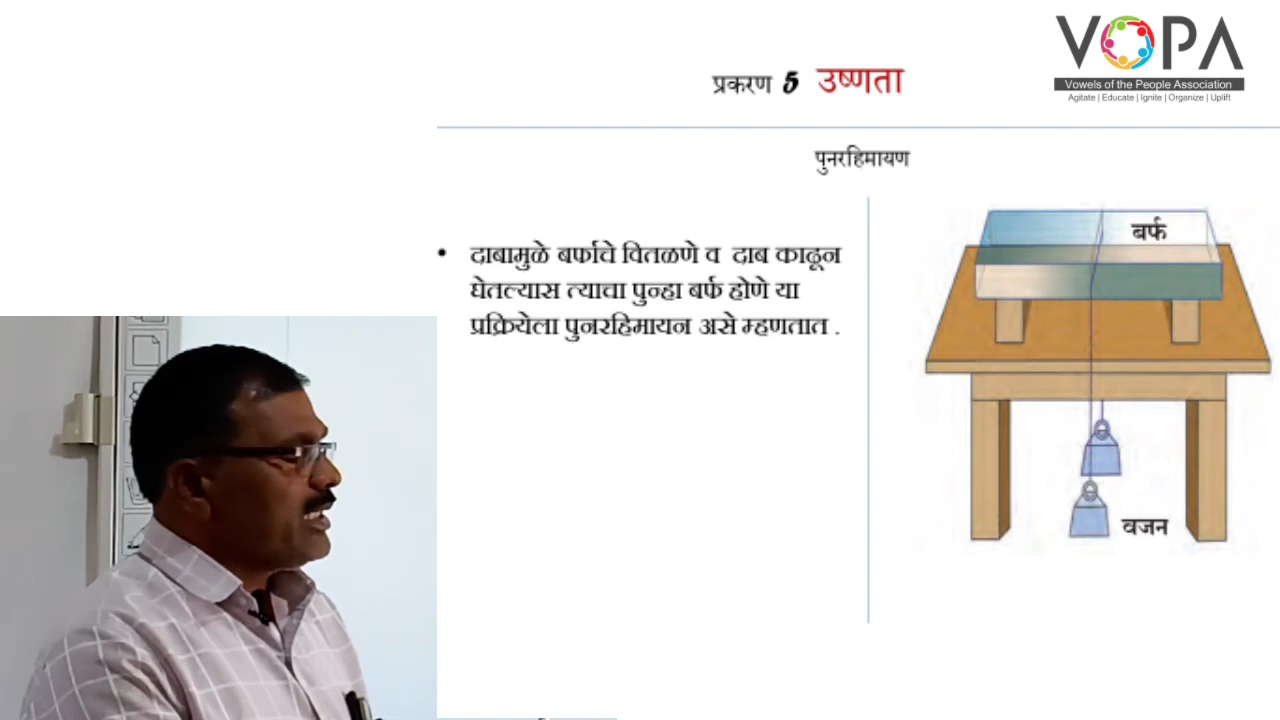 VOPA
Vowels of the People Association
Agitate | Educate | Ignite | Organize | Uplift
प्रकरण 5 उष्णता
पुनरहिमायण
• दाबामुळे बर्फाचे वितळणे व दाब काढून
घेतल्यास त्याचा पुन्हा बर्फ होणे या
प्रक्रियेला पुनरहिमायन असे म्हणतात .
बर्फ
वजन